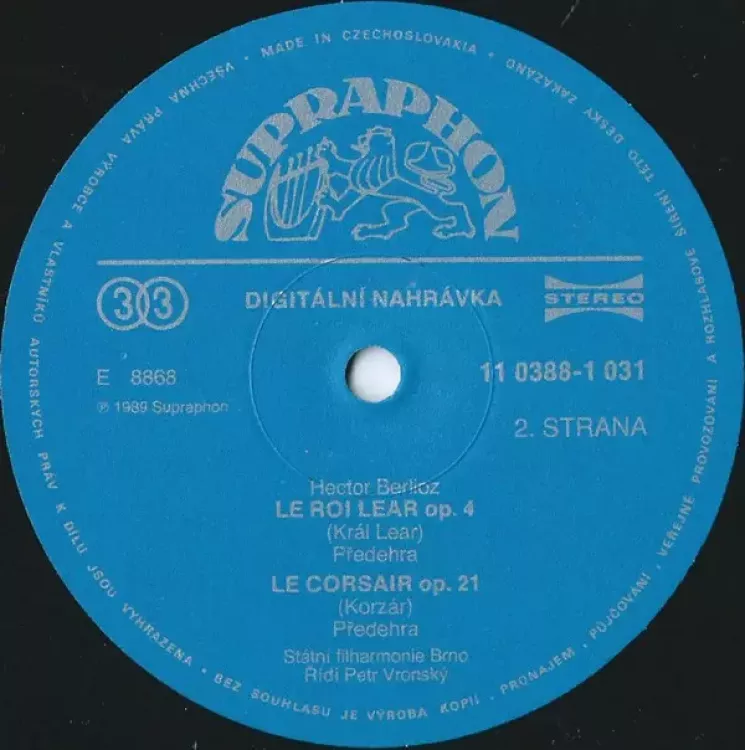 SUPRAPHON
33
DIGITÁLNÍ NAHRÁVKA
STEREO
E 8868
11 0388-1 031
℗ 1989 Supraphon
2. STRANA
Hector Berlioz
LE ROI LEAR op. 4
(Král Lear)
Předehra
LE CORSAIR op. 21
(Korzár)
Předehra
Státní filharmonie Brno
Řídí Petr Vronský
MADE IN CZECHOSLOVAKIA • VŠECHNA PRÁVA VÝROBCE A VLASTNÍKŮ AUTORSKÝCH PRÁV K DÍLU JSOU VYHRAZENA • BEZ SOUHLASU JE VÝROBA KOPIÍ • PRONÁJEM • PŮJČOVÁNÍ • VEŘEJNÉ PROVOZOVÁNÍ A ROZHLASOVÉ ŠÍŘENÍ TÉTO DESKY ZAKÁZÁNO •